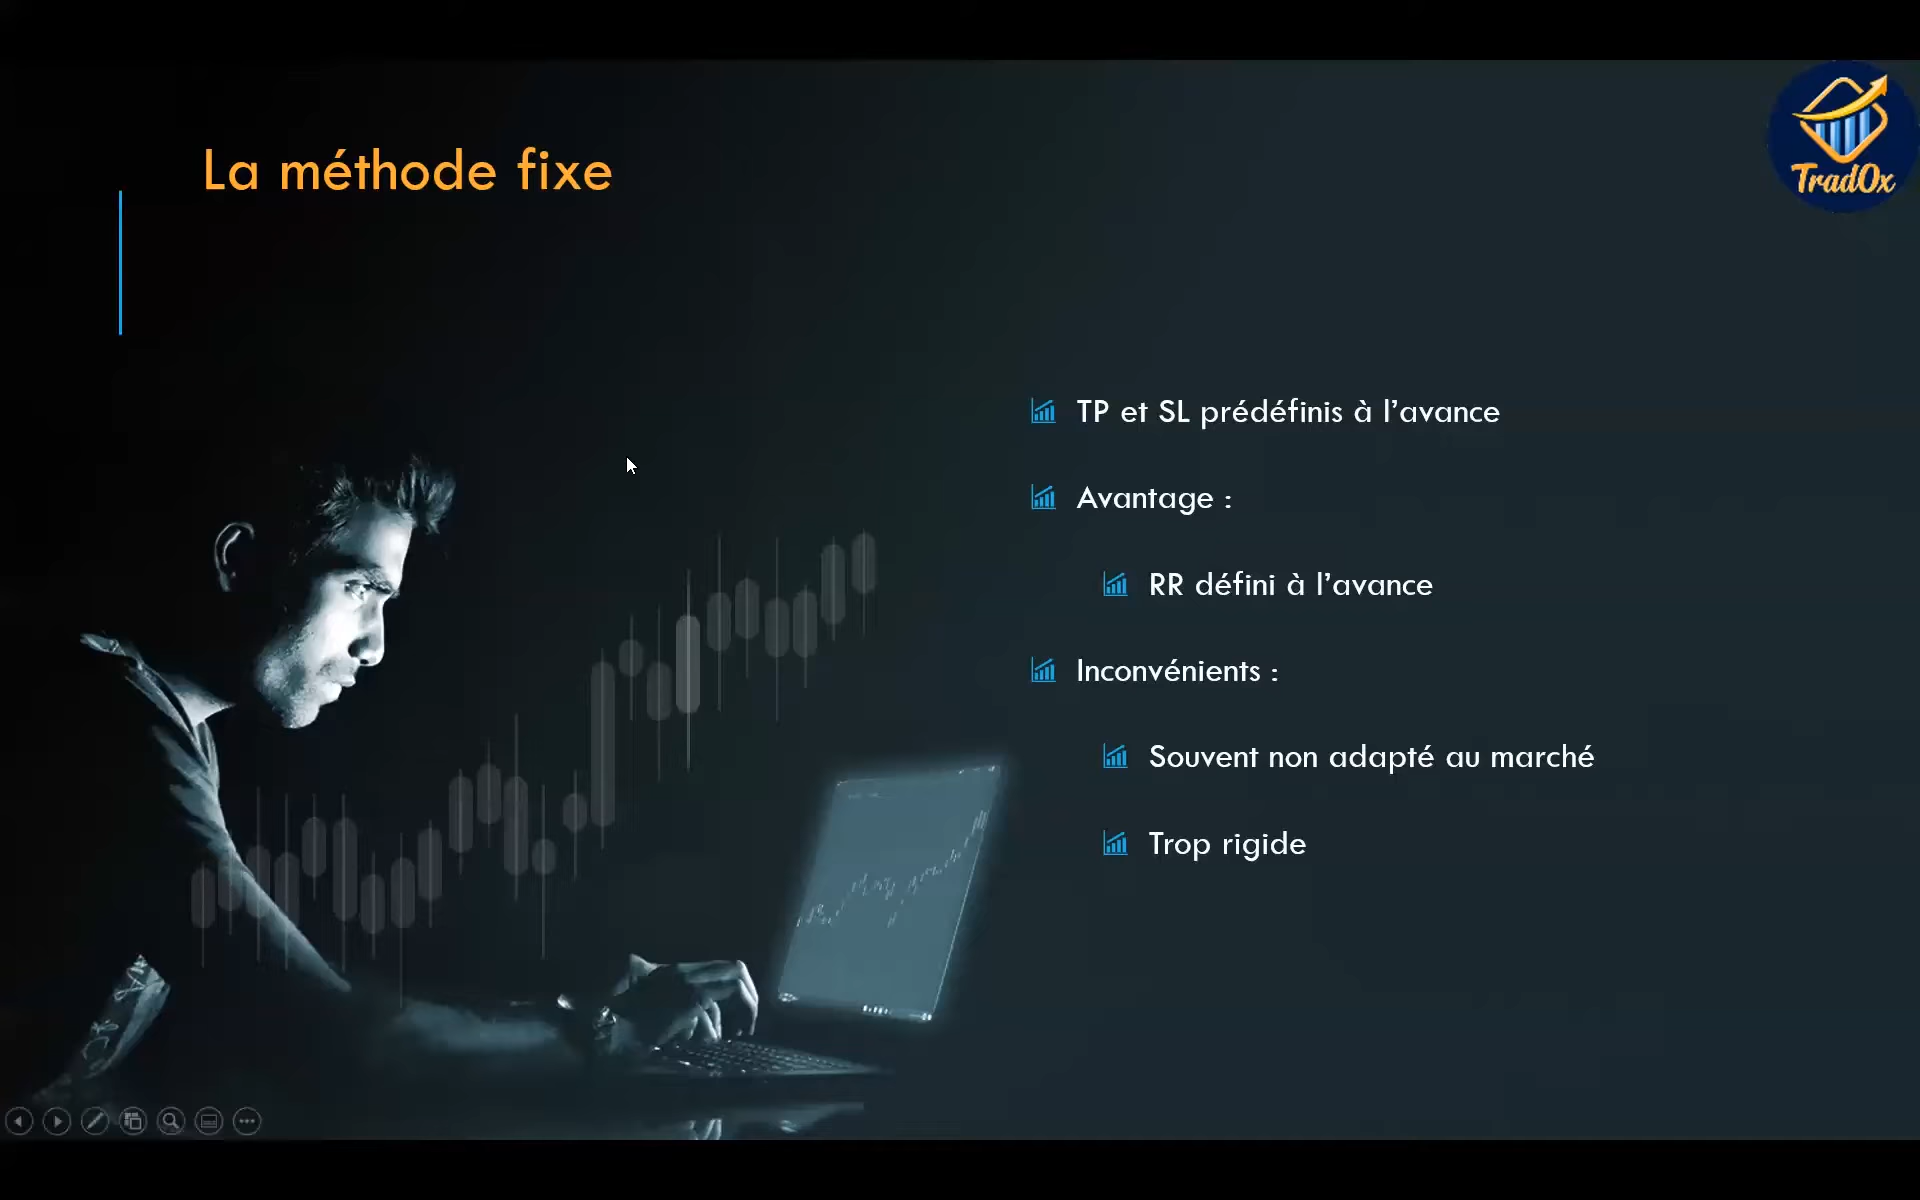 La méthode fixe
TradOx
TP et SL prédéfinis à l’avance
Avantage :
RR défini à l’avance
Inconvénients :
Souvent non adapté au marché
Trop rigide